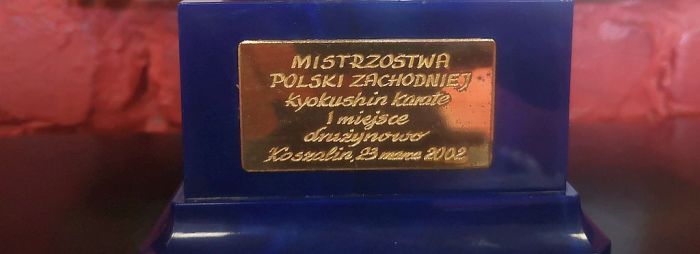 MISTRZOSTWA
POLSKI ZACHODNIEJ
Kyokushin Karate
I miejsce
drużynowo
Koszalin, 23 marca 2002